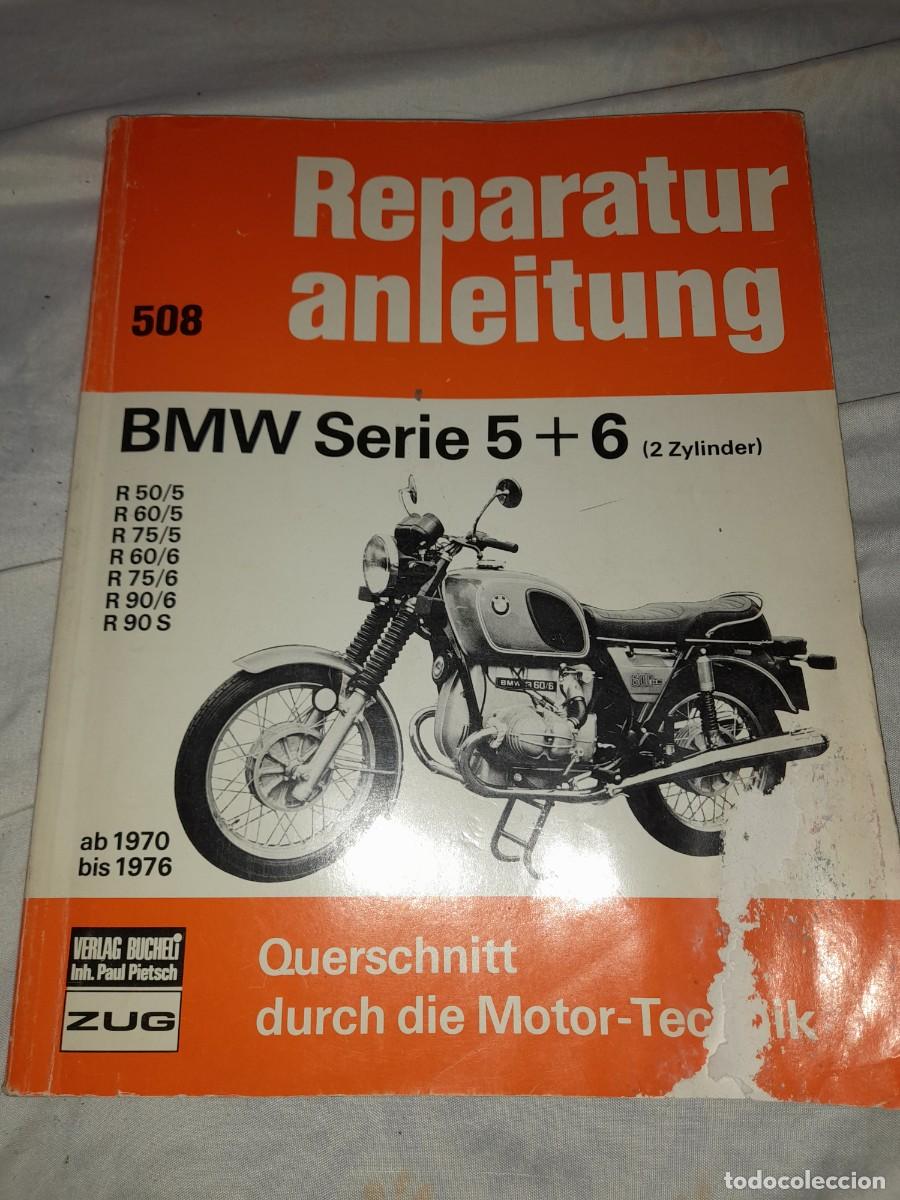 Reparatur
anleitung
508
BMW Serie 5 + 6 (2 Zylinder)
R 50/5
R 60/5
R 75/5
R 60/6
R 75/6
R 90/6
R 90 S
BMW R 60/6
ab 1970
bis 1976
VERLAG BUCHELI
Inh. Paul Pietsch
ZUG
Querschnitt
durch die Motor-Tec ik
todocoleccion